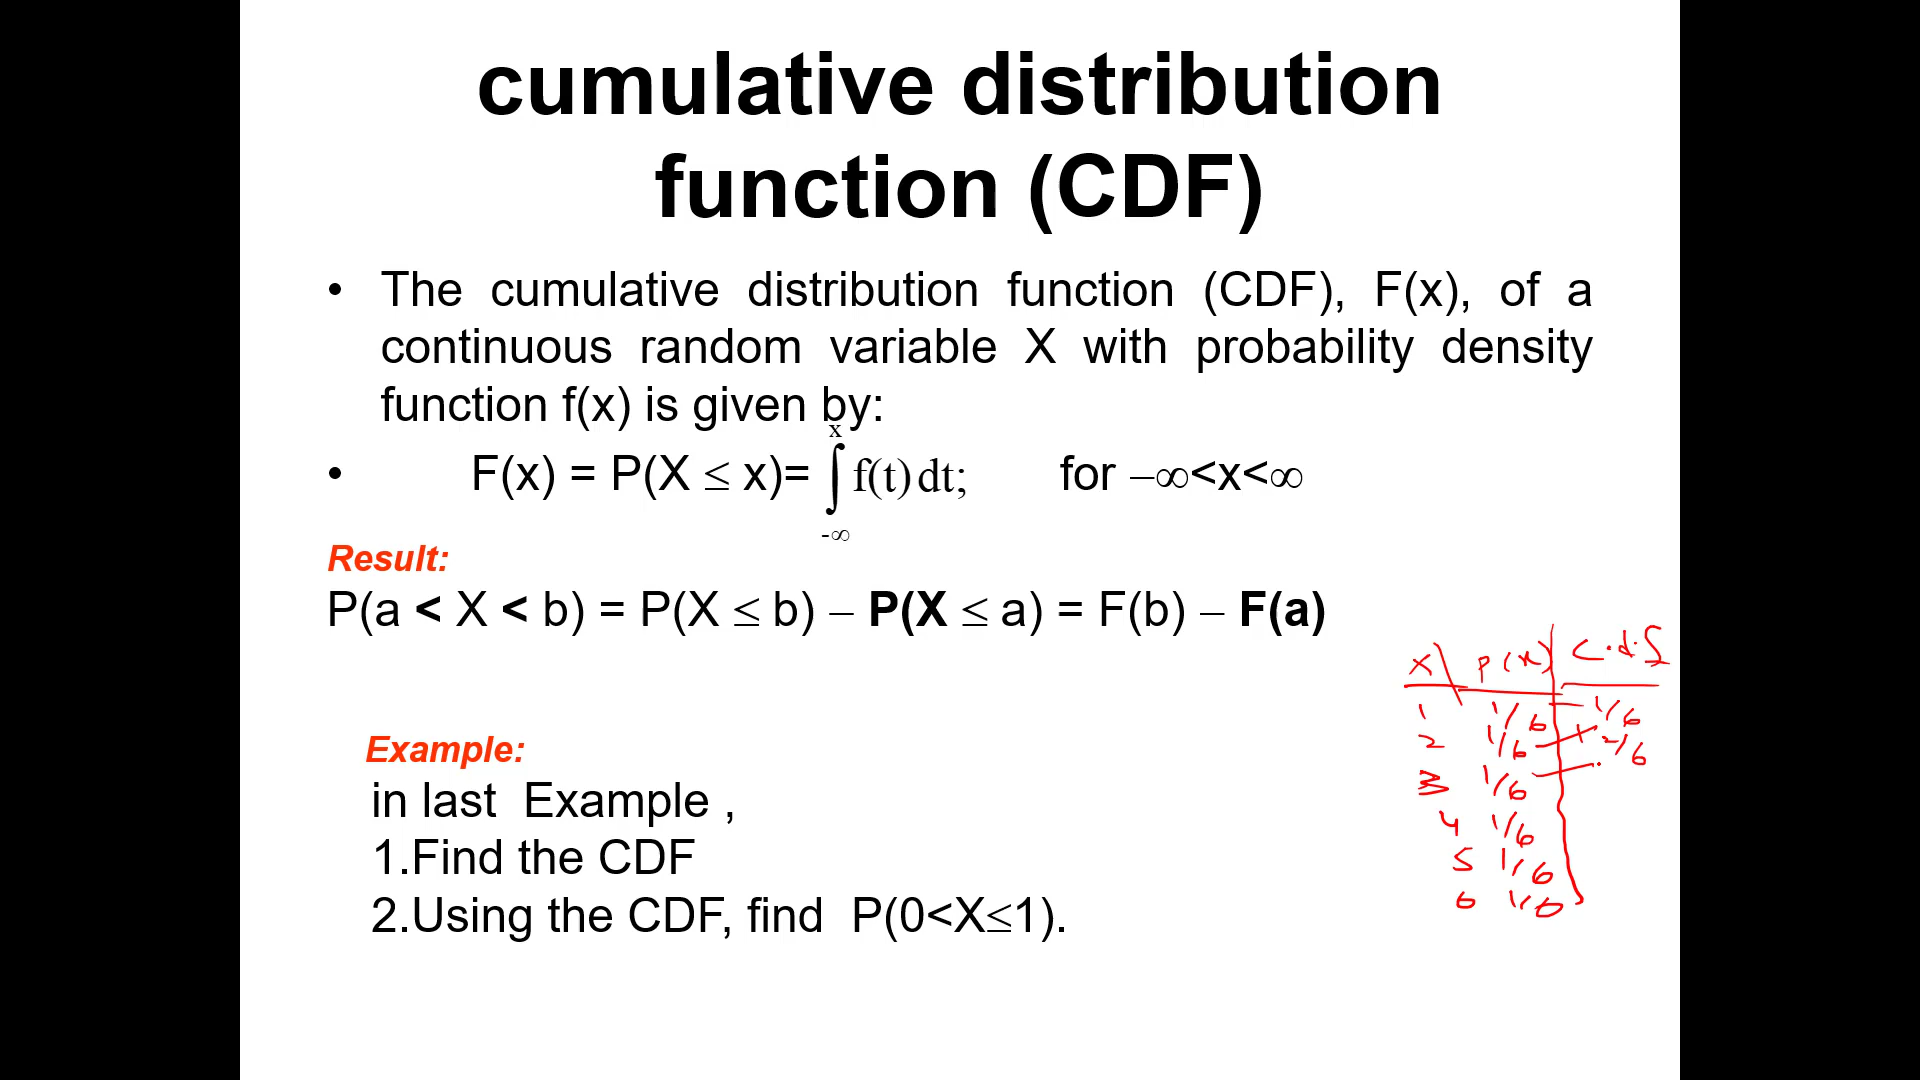 cumulative distribution
function (CDF)
• The cumulative distribution function (CDF), F(x), of a
continuous random variable X with probability density
function f(x) is given by:
• F(x) = P(X ≤ x)= ∫ -∞ x f(t) dt; for –∞<x<∞
Result:
P(a < X < b) = P(X ≤ b) – P(X ≤ a) = F(b) – F(a)
X P(x) c.d.f
1 1/6 1/6
2 1/6 + 2/6
3 1/6
4 1/6
5 1/6
6 1/6
Example:
in last Example ,
1.Find the CDF
2.Using the CDF, find P(0<X≤1).